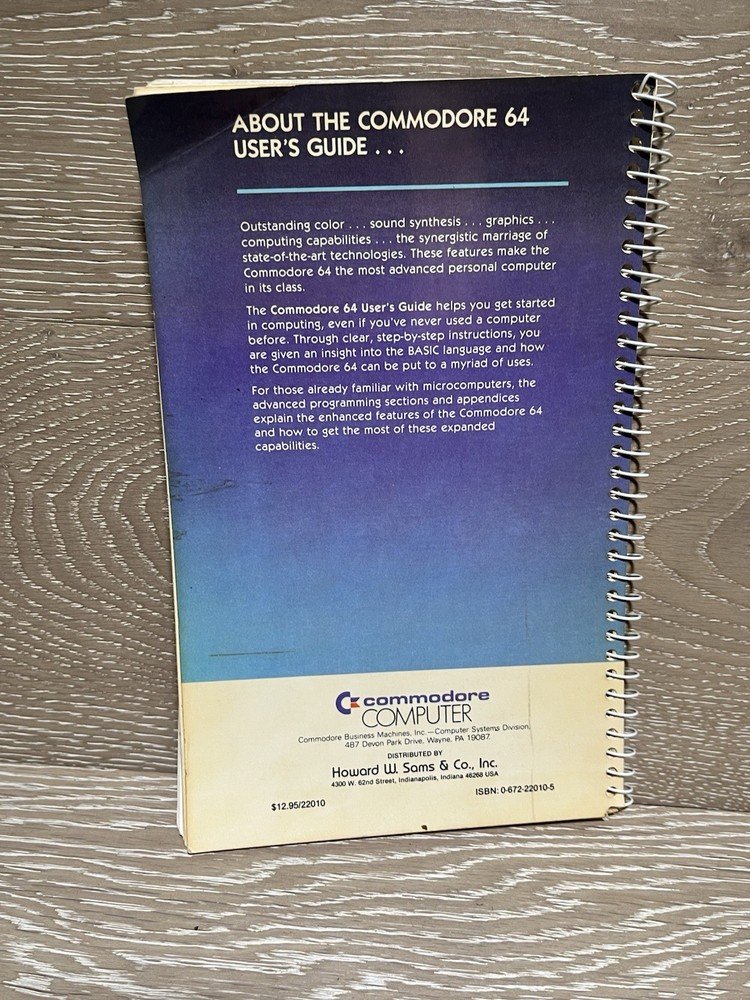 ABOUT THE COMMODORE 64
USER'S GUIDE . . .
Outstanding color . . . sound synthesis . . . graphics . . .
computing capabilities . . . the synergistic marriage of
state-of-the-art technologies. These features make the
Commodore 64 the most advanced personal computer
in its class.
The Commodore 64 User's Guide helps you get started
in computing, even if you've never used a computer
before. Through clear, step-by-step instructions, you
are given an insight into the BASIC language and how
the Commodore 64 can be put to a myriad of uses.
For those already familiar with microcomputers, the
advanced programming sections and appendices
explain the enhanced features of the Commodore 64
and how to get the most of these expanded
capabilities.
commodore
COMPUTER
Commodore Business Machines, Inc.—Computer Systems Division,
487 Devon Park Drive, Wayne, PA 19087.
DISTRIBUTED BY
Howard W. Sams & Co., Inc.
4300 W. 62nd Street, Indianapolis, Indiana 46268 USA
$12.95/22010
ISBN: 0-672-22010-5